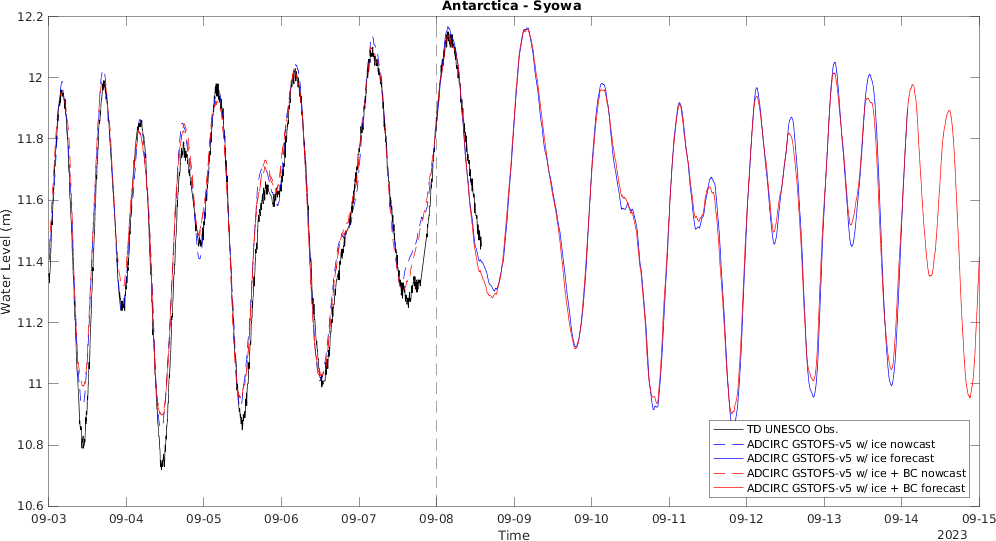 Antarctica - Syowa
12.2
12
11.8
11.6
11.4
11.2
11
10.8
10.6
Water Level (m)
TD UNESCO Obs.
ADCIRC GSTOFS-v5 w/ ice nowcast
ADCIRC GSTOFS-v5 w/ ice forecast
ADCIRC GSTOFS-v5 w/ ice + BC nowcast
ADCIRC GSTOFS-v5 w/ ice + BC forecast
09-03 09-04 09-05 09-06 09-07 09-08 09-09 09-10 09-11 09-12 09-13 09-14 09-15
Time
2023